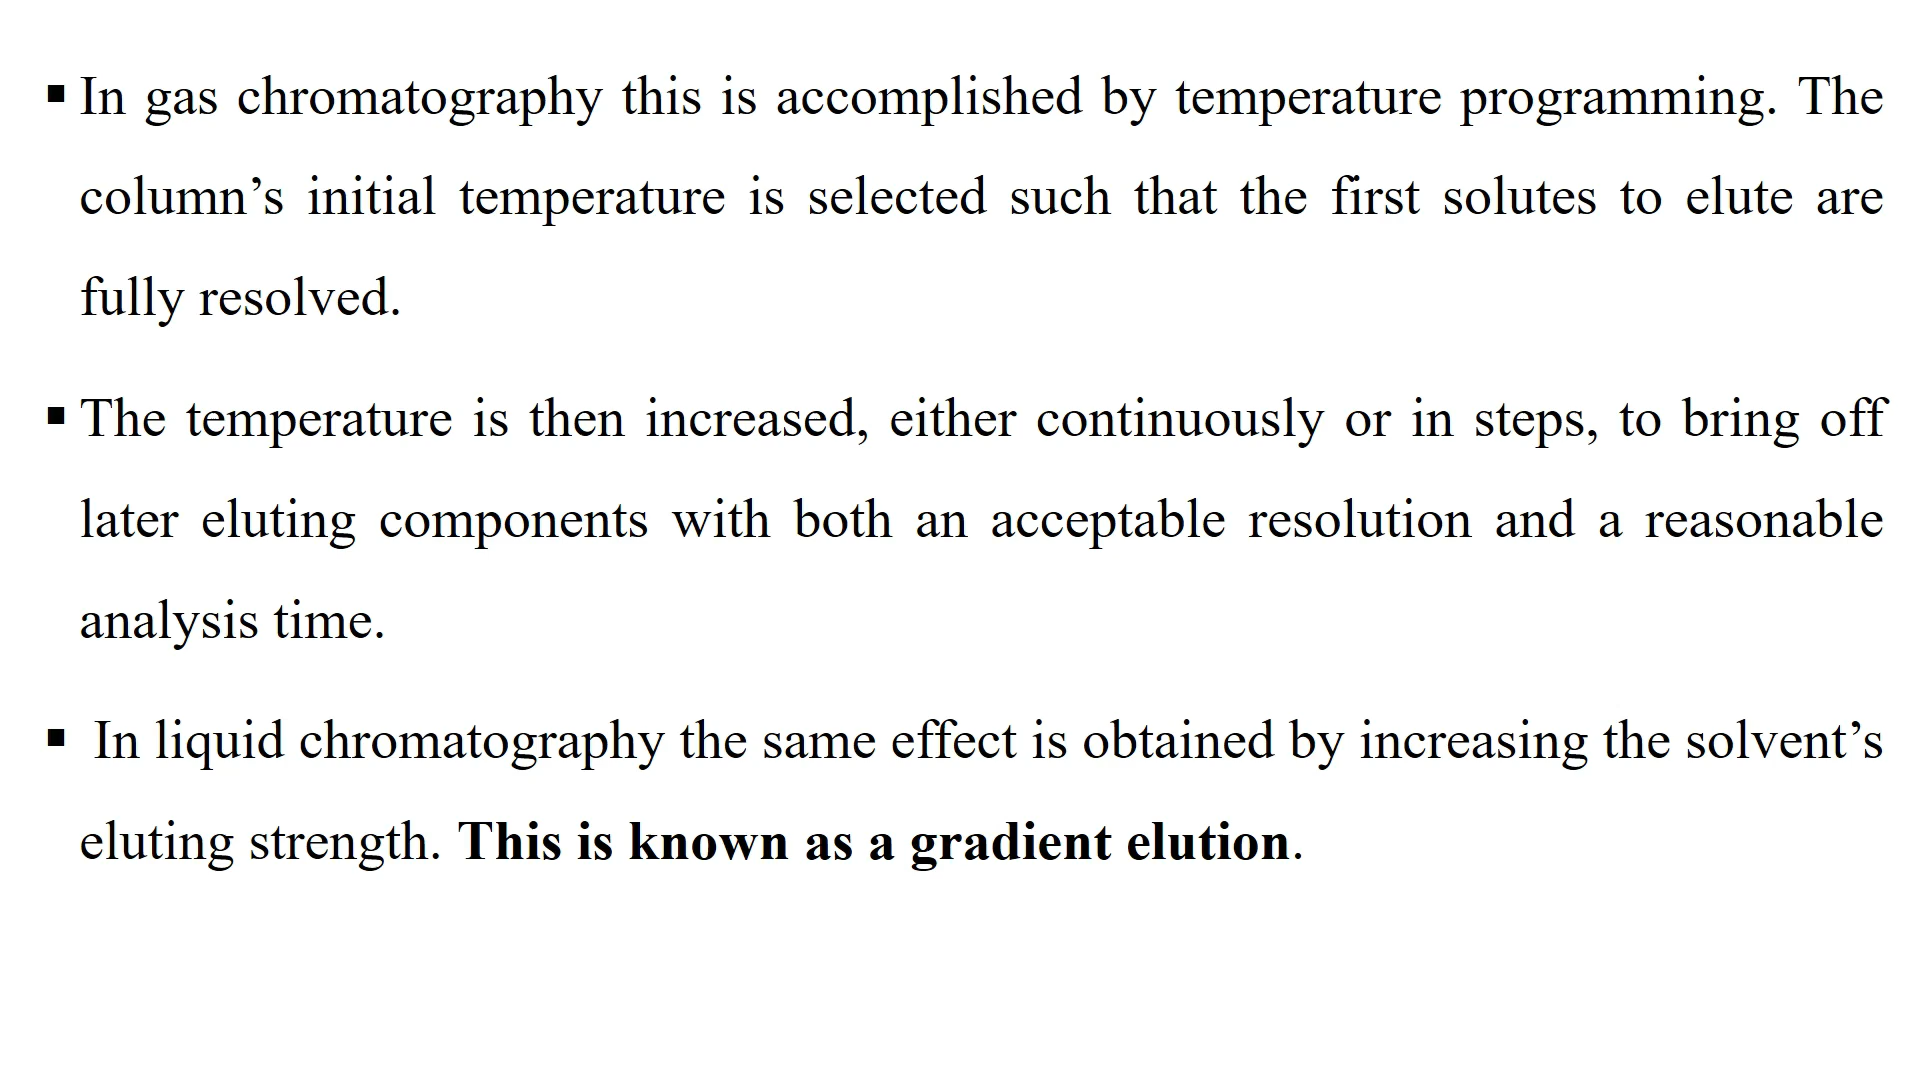 ▪ In gas chromatography this is accomplished by temperature programming. The
column’s initial temperature is selected such that the first solutes to elute are
fully resolved.
▪ The temperature is then increased, either continuously or in steps, to bring off
later eluting components with both an acceptable resolution and a reasonable
analysis time.
▪ In liquid chromatography the same effect is obtained by increasing the solvent’s
eluting strength. This is known as a gradient elution.